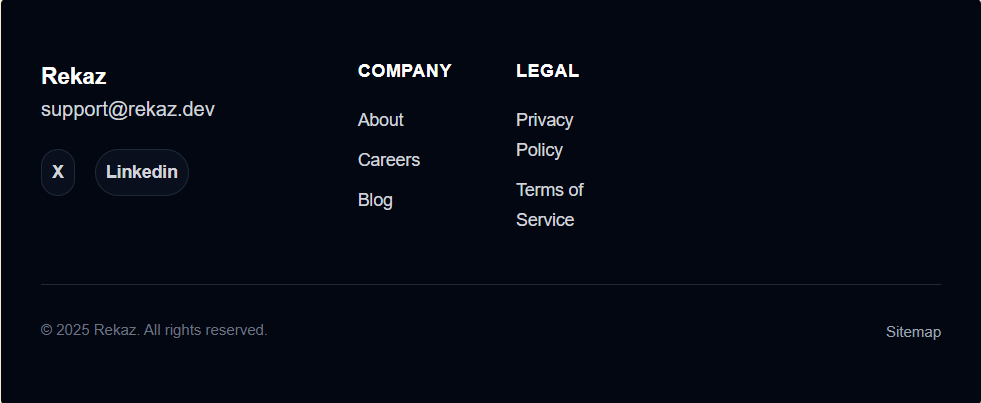 Rekaz
support@rekaz.dev
X
Linkedin
COMPANY
About
Careers
Blog
LEGAL
Privacy
Policy
Terms of
Service
© 2025 Rekaz. All rights reserved.
Sitemap